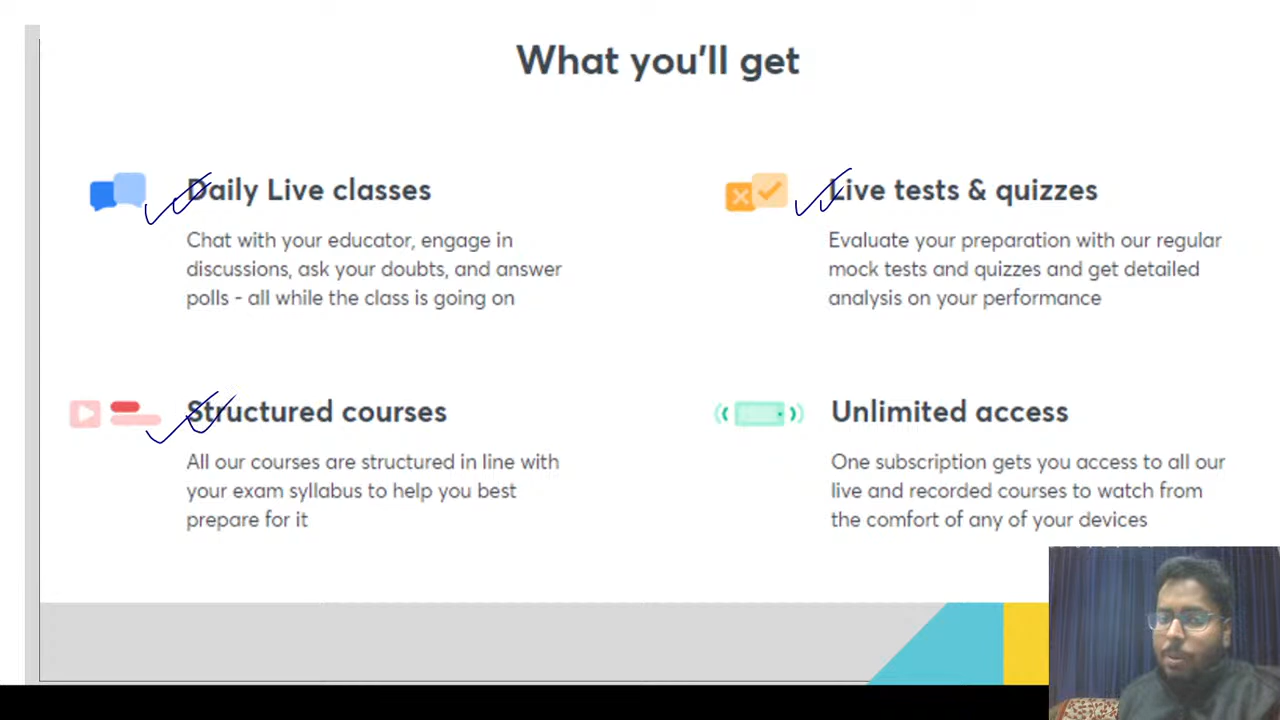 What you'll get
Daily Live classes
Chat with your educator, engage in
discussions, ask your doubts, and answer
polls - all while the class is going on
Live tests & quizzes
Evaluate your preparation with our regular
mock tests and quizzes and get detailed
analysis on your performance
Structured courses
All our courses are structured in line with
your exam syllabus to help you best
prepare for it
Unlimited access
One subscription gets you access to all our
live and recorded courses to watch from
the comfort of any of your devices